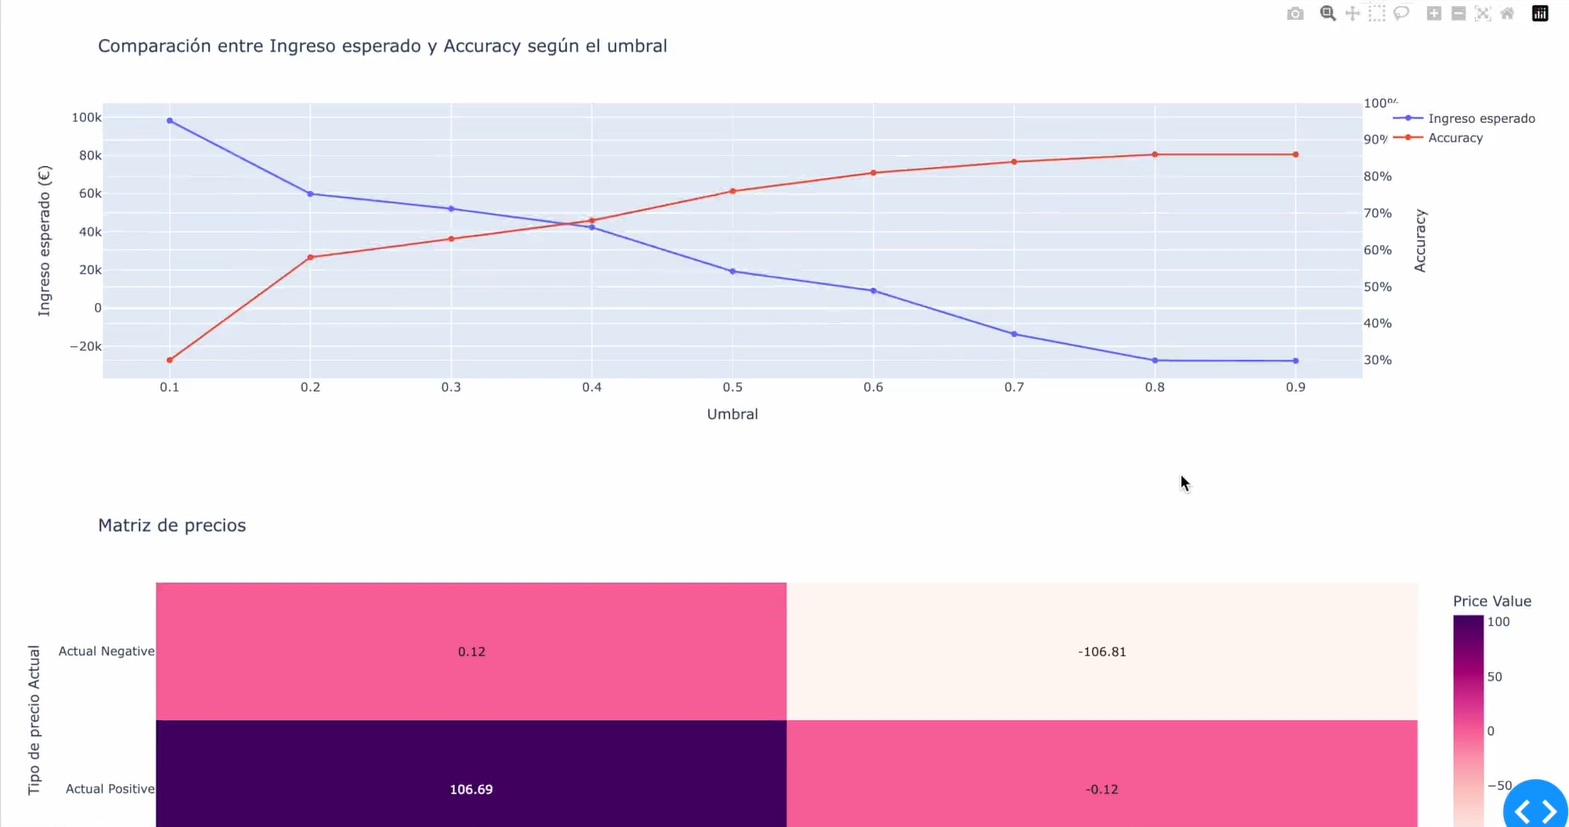 Comparación entre Ingreso esperado y Accuracy según el umbral
Ingreso esperado (€)
100k
80k
60k
40k
20k
0
−20k
0.1 0.2 0.3 0.4 0.5 0.6 0.7 0.8 0.9
Umbral
100%
90%
80%
70%
60%
50%
40%
30%
Accuracy
Ingreso esperado
Accuracy
Matriz de precios
Tipo de precio Actual
Actual Negative
0.12 -106.81
Actual Positive
106.69 -0.12
Price Value
100
50
0
−50